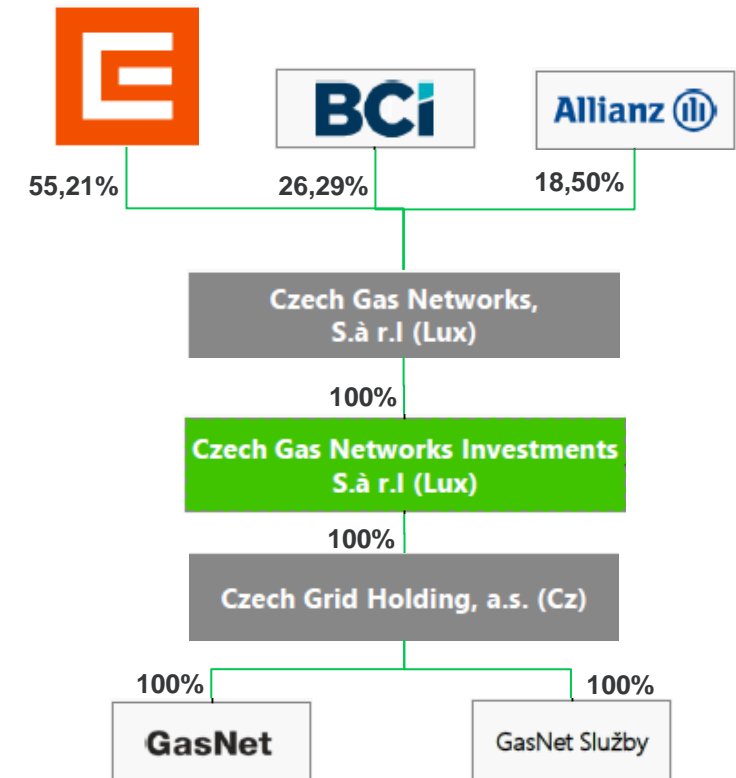 BCi
Allianz
55,21%
26,29%
18,50%
Czech Gas Networks,
S.à r.l (Lux)
100%
Czech Gas Networks Investments
S.à r.l (Lux)
100%
Czech Grid Holding, a.s. (Cz)
100%
100%
GasNet
GasNet Služby